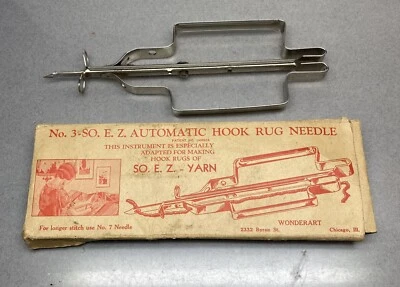 No. 3-SO. E. Z. AUTOMATIC HOOK RUG NEEDLE
THIS INSTRUMENT IS ESPECIALLY
ADAPTED FOR MAKING
HOOK RUGS OF
SO. E. Z. - YARN
WONDERART
For longer stitch use No. 7 Needle
Chicago, Ill.